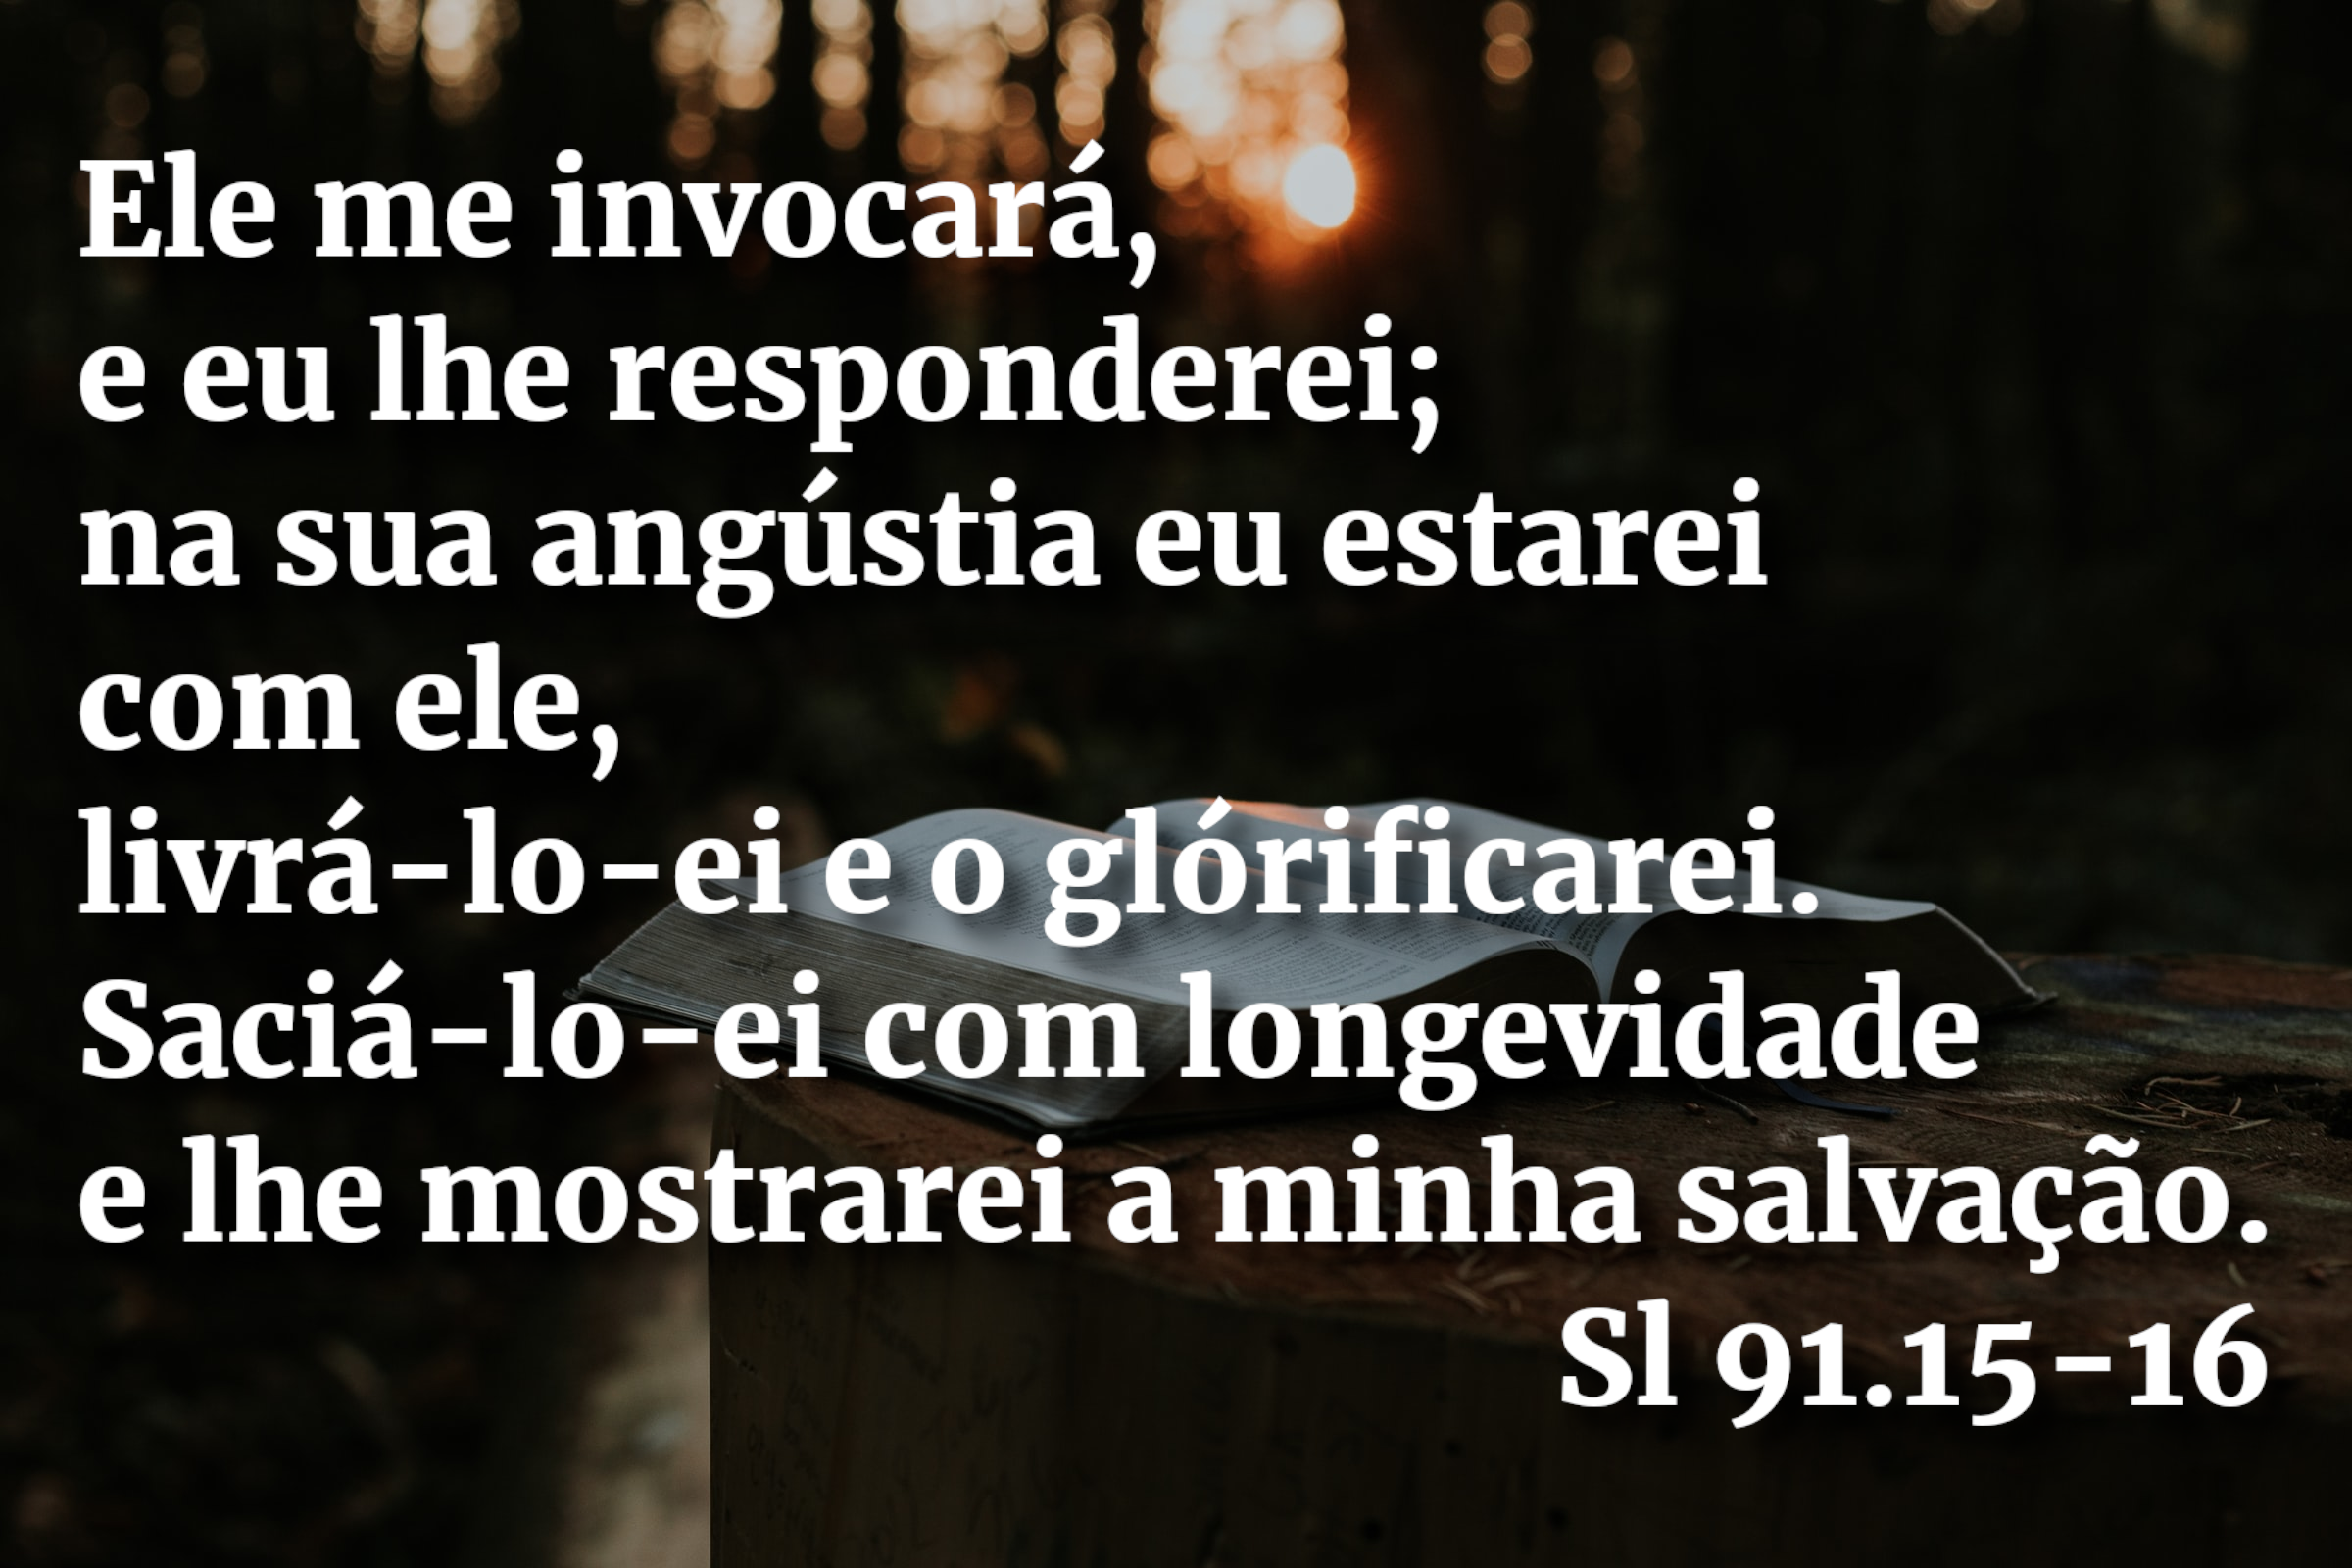 Ele me invocará,
e eu lhe responderei;
na sua angústia eu estarei
com ele,
livrá-lo-ei e o glórificarei.
Saciá-lo-ei com longevidade
e lhe mostrarei a minha salvação.
Sl 91.15-16